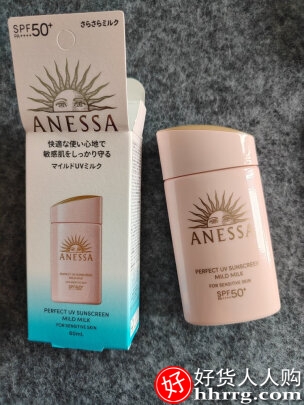 SPF50+
PA++++
さらさらミルク
ANESSA
快適な使い心地で
敏感肌をしっかり守る
マイルドUVミルク
ANESSA
PERFECT UV SUNSCREEN
MILD MILK
FOR SENSITIVE SKIN
60mL
ANESSA
PERFECT UV SUNSCREEN
MILD MILK
FOR SENSITIVE SKIN
SPF50+
好 好货人人购
hhrrg.com